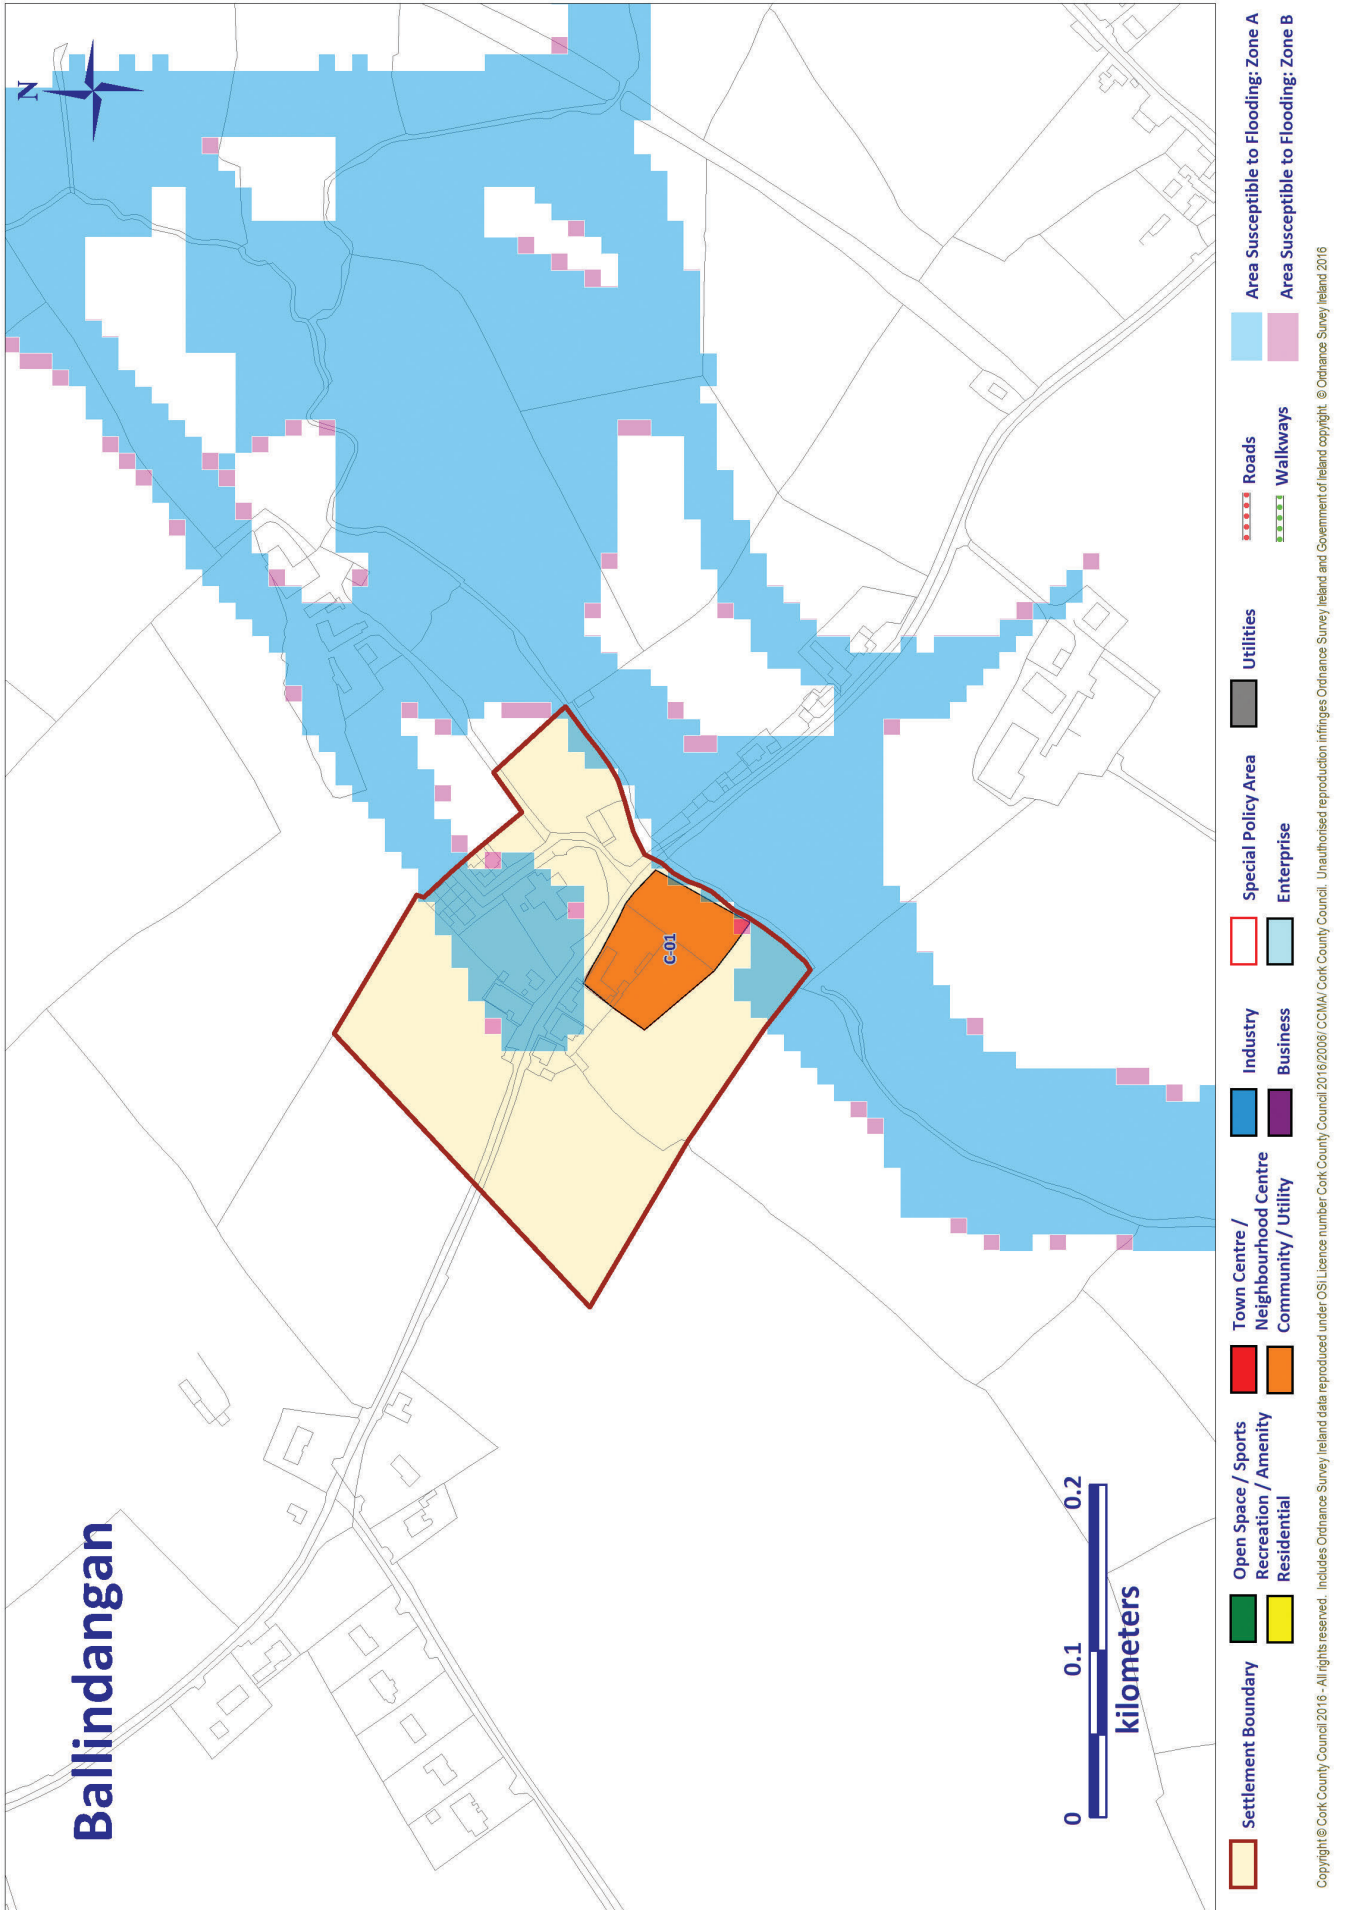 Ballindangan
N
C-01
0 0.1 0.2
kilometers
Settlement Boundary
Open Space / Sports
Recreation / Amenity
Residential
Town Centre /
Neighbourhood Centre
Community / Utility
Industry
Business
Special Policy Area
Enterprise
Utilities
Roads
Walkways
Area Susceptible to Flooding: Zone A
Area Susceptible to Flooding: Zone B
Copyright © Cork County Council 2016 - All rights reserved. Includes Ordnance Survey Ireland data reproduced under OSi Licence number Cork County Council 2016/2006/ CCMA/ Cork County Council. Unauthorised reproduction infringes Ordnance Survey Ireland and Government of Ireland copyright. © Ordnance Survey Ireland 2016